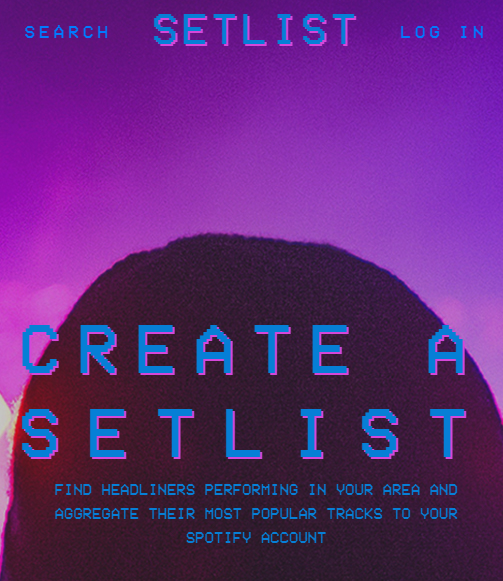 SEARCH SETLIST LOG IN
CREATE A
SETLIST
FIND HEADLINERS PERFORMING IN YOUR AREA AND
AGGREGATE THEIR MOST POPULAR TRACKS TO YOUR
SPOTIFY ACCOUNT